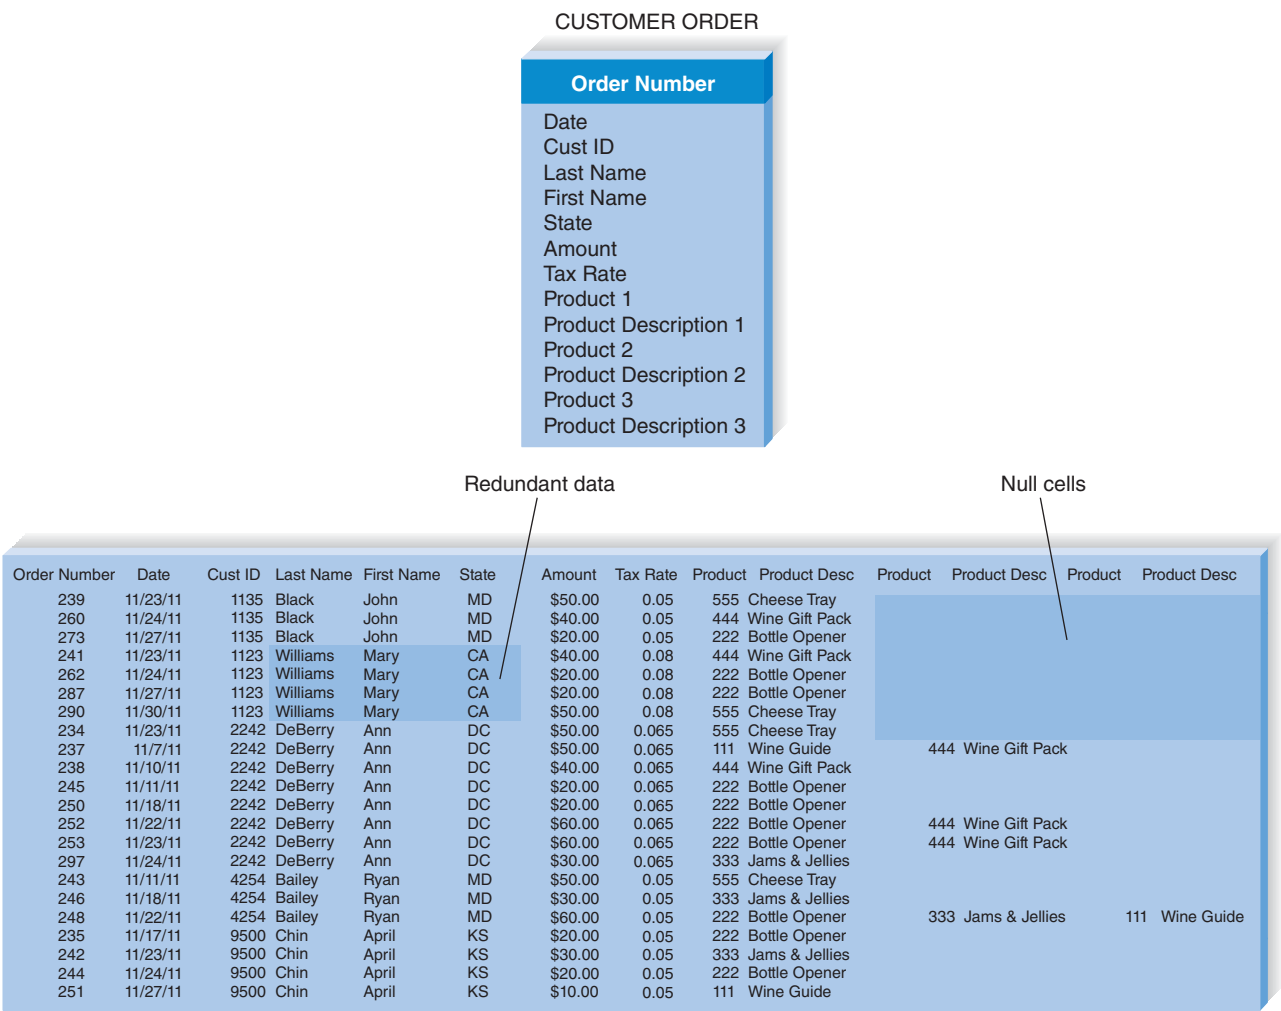 CUSTOMER ORDER
Order Number
Date
Cust ID
Last Name
First Name
State
Amount
Tax Rate
Product 1
Product Description 1
Product 2
Product Description 2
Product 3
Product Description 3
Redundant data Null cells
Order Number Date Cust ID Last Name First Name State Amount Tax Rate Product Product Desc Product Product Desc Product Product Desc
239 11/23/11 1135 Black John MD $50.00 0.05 555 Cheese Tray
260 11/24/11 1135 Black John MD $40.00 0.05 444 Wine Gift Pack
273 11/27/11 1135 Black John MD $20.00 0.05 222 Bottle Opener
241 11/23/11 1123 Williams Mary CA $40.00 0.08 444 Wine Gift Pack
262 11/24/11 1123 Williams Mary CA $20.00 0.08 222 Bottle Opener
287 11/27/11 1123 Williams Mary CA $20.00 0.08 222 Bottle Opener
290 11/30/11 1123 Williams Mary CA $50.00 0.08 555 Cheese Tray
234 11/23/11 2242 DeBerry Ann DC $50.00 0.065 555 Cheese Tray
237 11/7/11 2242 DeBerry Ann DC $50.00 0.065 111 Wine Guide 444 Wine Gift Pack
238 11/10/11 2242 DeBerry Ann DC $40.00 0.065 444 Wine Gift Pack
245 11/11/11 2242 DeBerry Ann DC $20.00 0.065 222 Bottle Opener
250 11/18/11 2242 DeBerry Ann DC $20.00 0.065 222 Bottle Opener
252 11/22/11 2242 DeBerry Ann DC $60.00 0.065 222 Bottle Opener 444 Wine Gift Pack
253 11/23/11 2242 DeBerry Ann DC $60.00 0.065 222 Bottle Opener 444 Wine Gift Pack
297 11/24/11 2242 DeBerry Ann DC $30.00 0.065 333 Jams & Jellies
243 11/11/11 4254 Bailey Ryan MD $50.00 0.05 555 Cheese Tray
246 11/18/11 4254 Bailey Ryan MD $30.00 0.05 333 Jams & Jellies
248 11/22/11 4254 Bailey Ryan MD $60.00 0.05 222 Bottle Opener 333 Jams & Jellies 111 Wine Guide
235 11/17/11 9500 Chin April KS $20.00 0.05 222 Bottle Opener
242 11/23/11 9500 Chin April KS $30.00 0.05 333 Jams & Jellies
244 11/24/11 9500 Chin April KS $20.00 0.05 222 Bottle Opener
251 11/27/11 9500 Chin April KS $10.00 0.05 111 Wine Guide